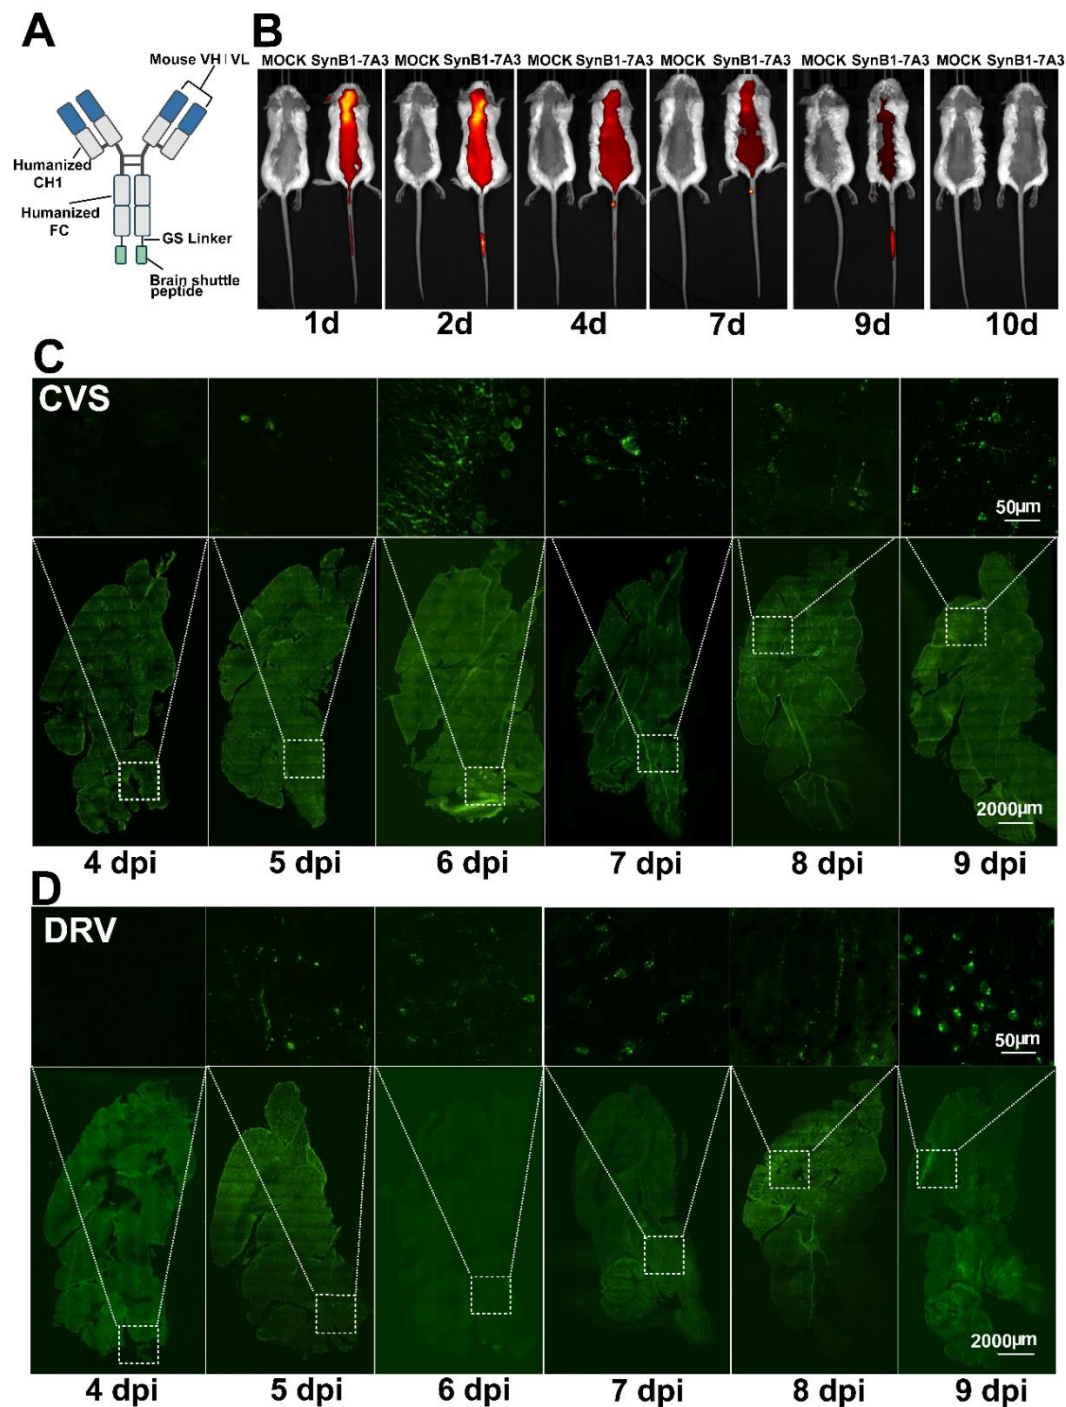 A
Mouse VH VL
Humanized
CH1
Humanized
FC
GS Linker
Brain shuttle
peptide
B
MOCK SynB1-7A3 MOCK SynB1-7A3 MOCK SynB1-7A3 MOCK SynB1-7A3 MOCK SynB1-7A3 MOCK SynB1-7A3
1d 2d 4d 7d 9d 10d
C
CVS
50µm
2000µm
4 dpi 5 dpi 6 dpi 7 dpi 8 dpi 9 dpi
D
DRV
50µm
2000µm
4 dpi 5 dpi 6 dpi 7 dpi 8 dpi 9 dpi